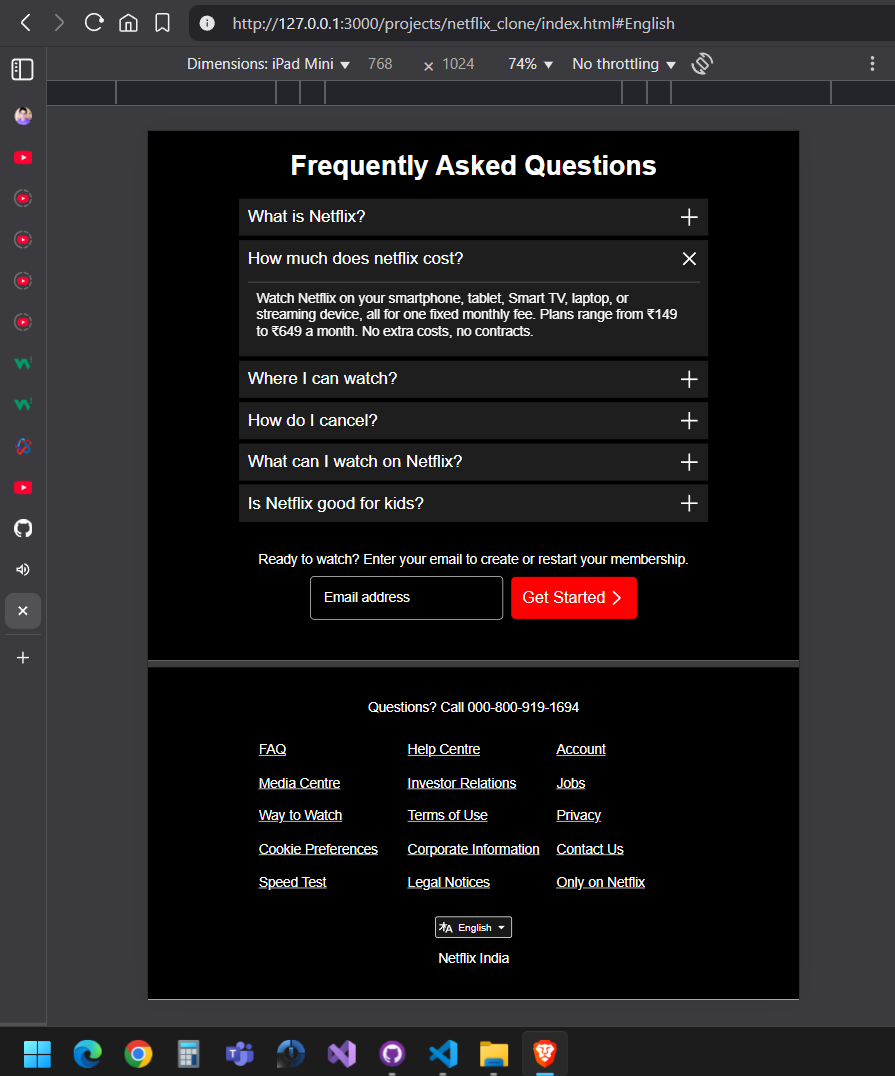 http://127.0.0.1:3000/projects/netflix_clone/index.html#English
Dimensions: iPad Mini 768 × 1024 74% No throttling
Frequently Asked Questions
What is Netflix?
How much does netflix cost?
Watch Netflix on your smartphone, tablet, Smart TV, laptop, or
streaming device, all for one fixed monthly fee. Plans range from ₹149
to ₹649 a month. No extra costs, no contracts.
Where I can watch?
How do I cancel?
What can I watch on Netflix?
Is Netflix good for kids?
Ready to watch? Enter your email to create or restart your membership.
Email address Get Started
Questions? Call 000-800-919-1694
FAQ Help Centre Account
Media Centre Investor Relations Jobs
Way to Watch Terms of Use Privacy
Cookie Preferences Corporate Information Contact Us
Speed Test Legal Notices Only on Netflix
English
Netflix India